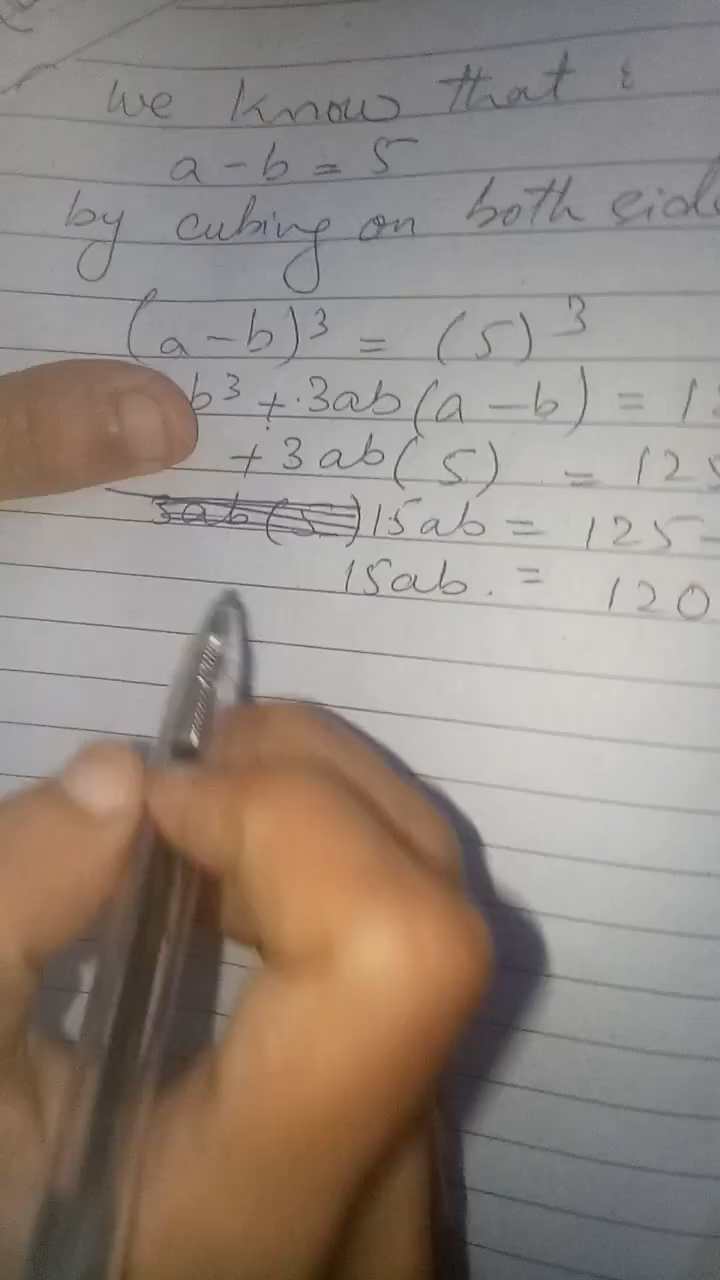 we know that :
a - b = 5
by cubing on both side
(a-b)³ = (5)³
b³ + 3ab(a-b) = 1
+3ab(5) = 125
15ab = 125-
15ab. = 120